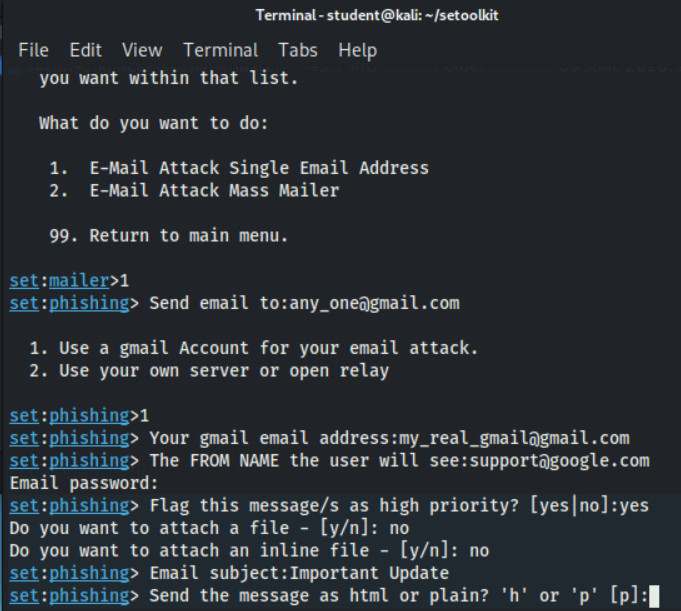 Terminal - student@kali: ~/setoolkit
File Edit View Terminal Tabs Help
you want within that list.
What do you want to do:
1. E-Mail Attack Single Email Address
2. E-Mail Attack Mass Mailer
99. Return to main menu.
set:mailer>1
set:phishing> Send email to:any_one@gmail.com
1. Use a gmail Account for your email attack.
2. Use your own server or open relay
set:phishing>1
set:phishing> Your gmail email address:my_real_gmail@gmail.com
set:phishing> The FROM NAME the user will see:support@google.com
Email password:
set:phishing> Flag this message/s as high priority? [yes|no]:yes
Do you want to attach a file - [y/n]: no
Do you want to attach an inline file - [y/n]: no
set:phishing> Email subject:Important Update
set:phishing> Send the message as html or plain? 'h' or 'p' [p]: